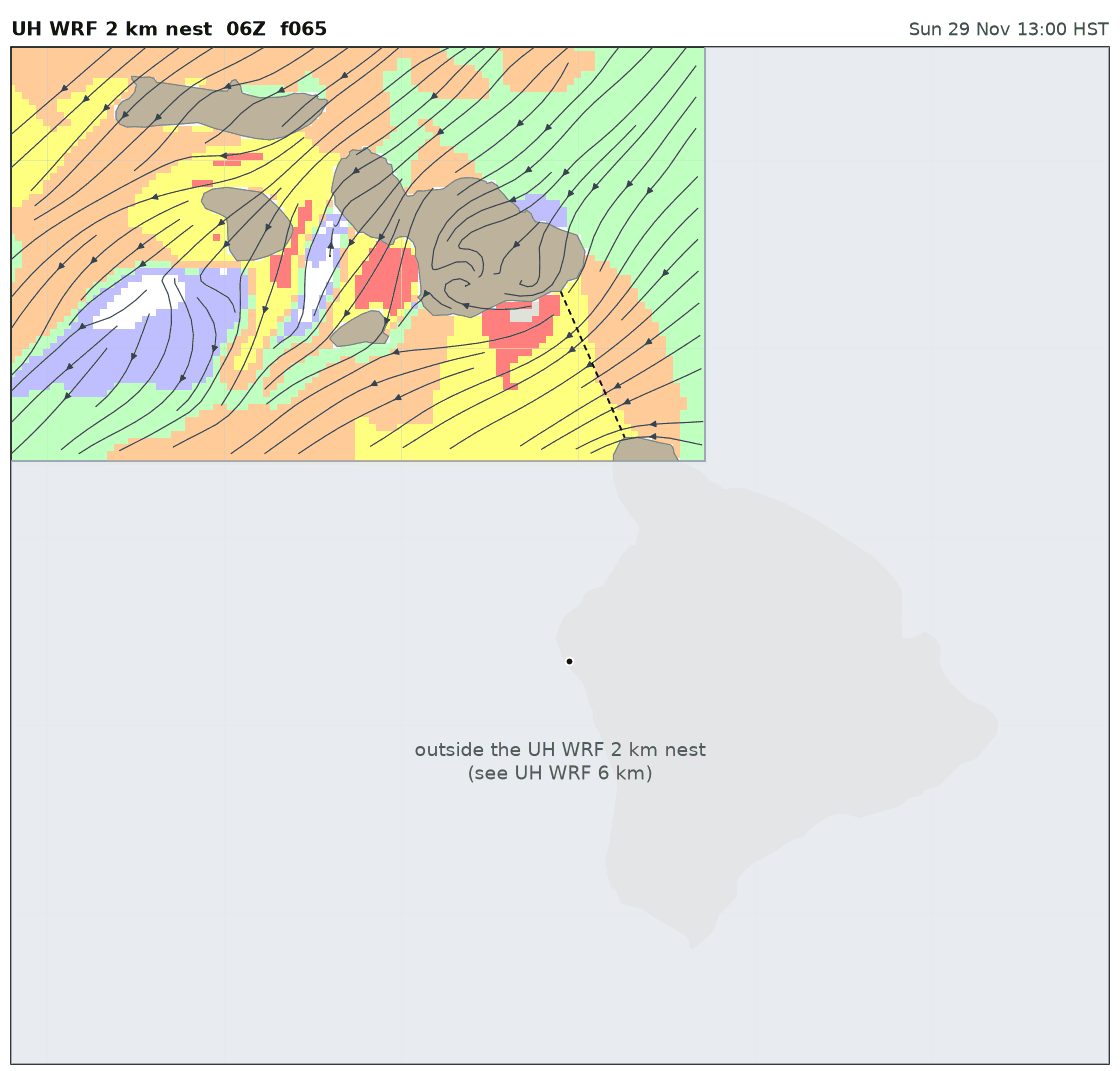 UH WRF 2 km nest  06Z  f065
Sun 29 Nov 13:00 HST
outside the UH WRF 2 km nest
(see UH WRF 6 km)